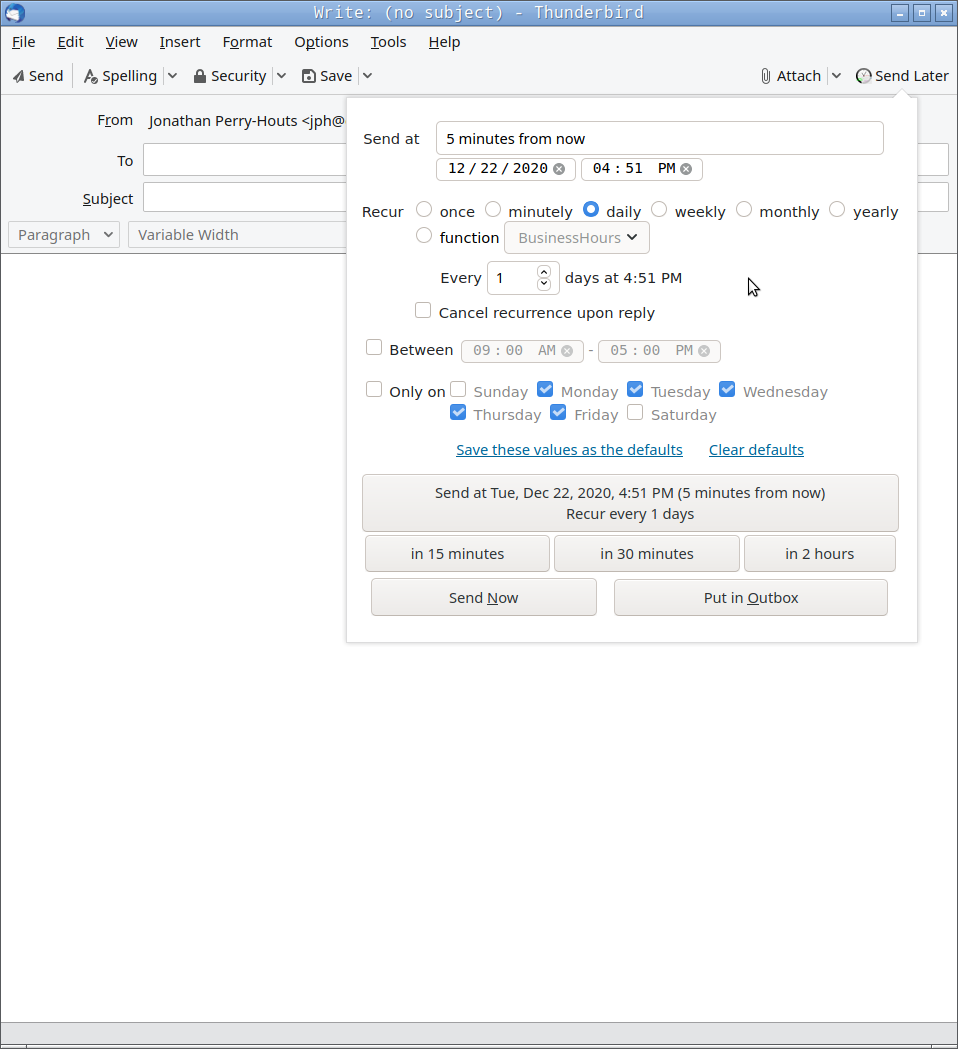 Write: (no subject) - Thunderbird
File Edit View Insert Format Options Tools Help
Send Spelling Security Save Attach Send Later
From Jonathan Perry-Houts <jph@
To
Subject
Paragraph Variable Width
Send at 5 minutes from now
12/22/2020 04:51 PM
Recur once minutely daily weekly monthly yearly
function BusinessHours
Every 1 days at 4:51 PM
Cancel recurrence upon reply
Between 09:00 AM - 05:00 PM
Only on Sunday Monday Tuesday Wednesday
Thursday Friday Saturday
Save these values as the defaults Clear defaults
Send at Tue, Dec 22, 2020, 4:51 PM (5 minutes from now)
Recur every 1 days
in 15 minutes in 30 minutes in 2 hours
Send Now Put in Outbox